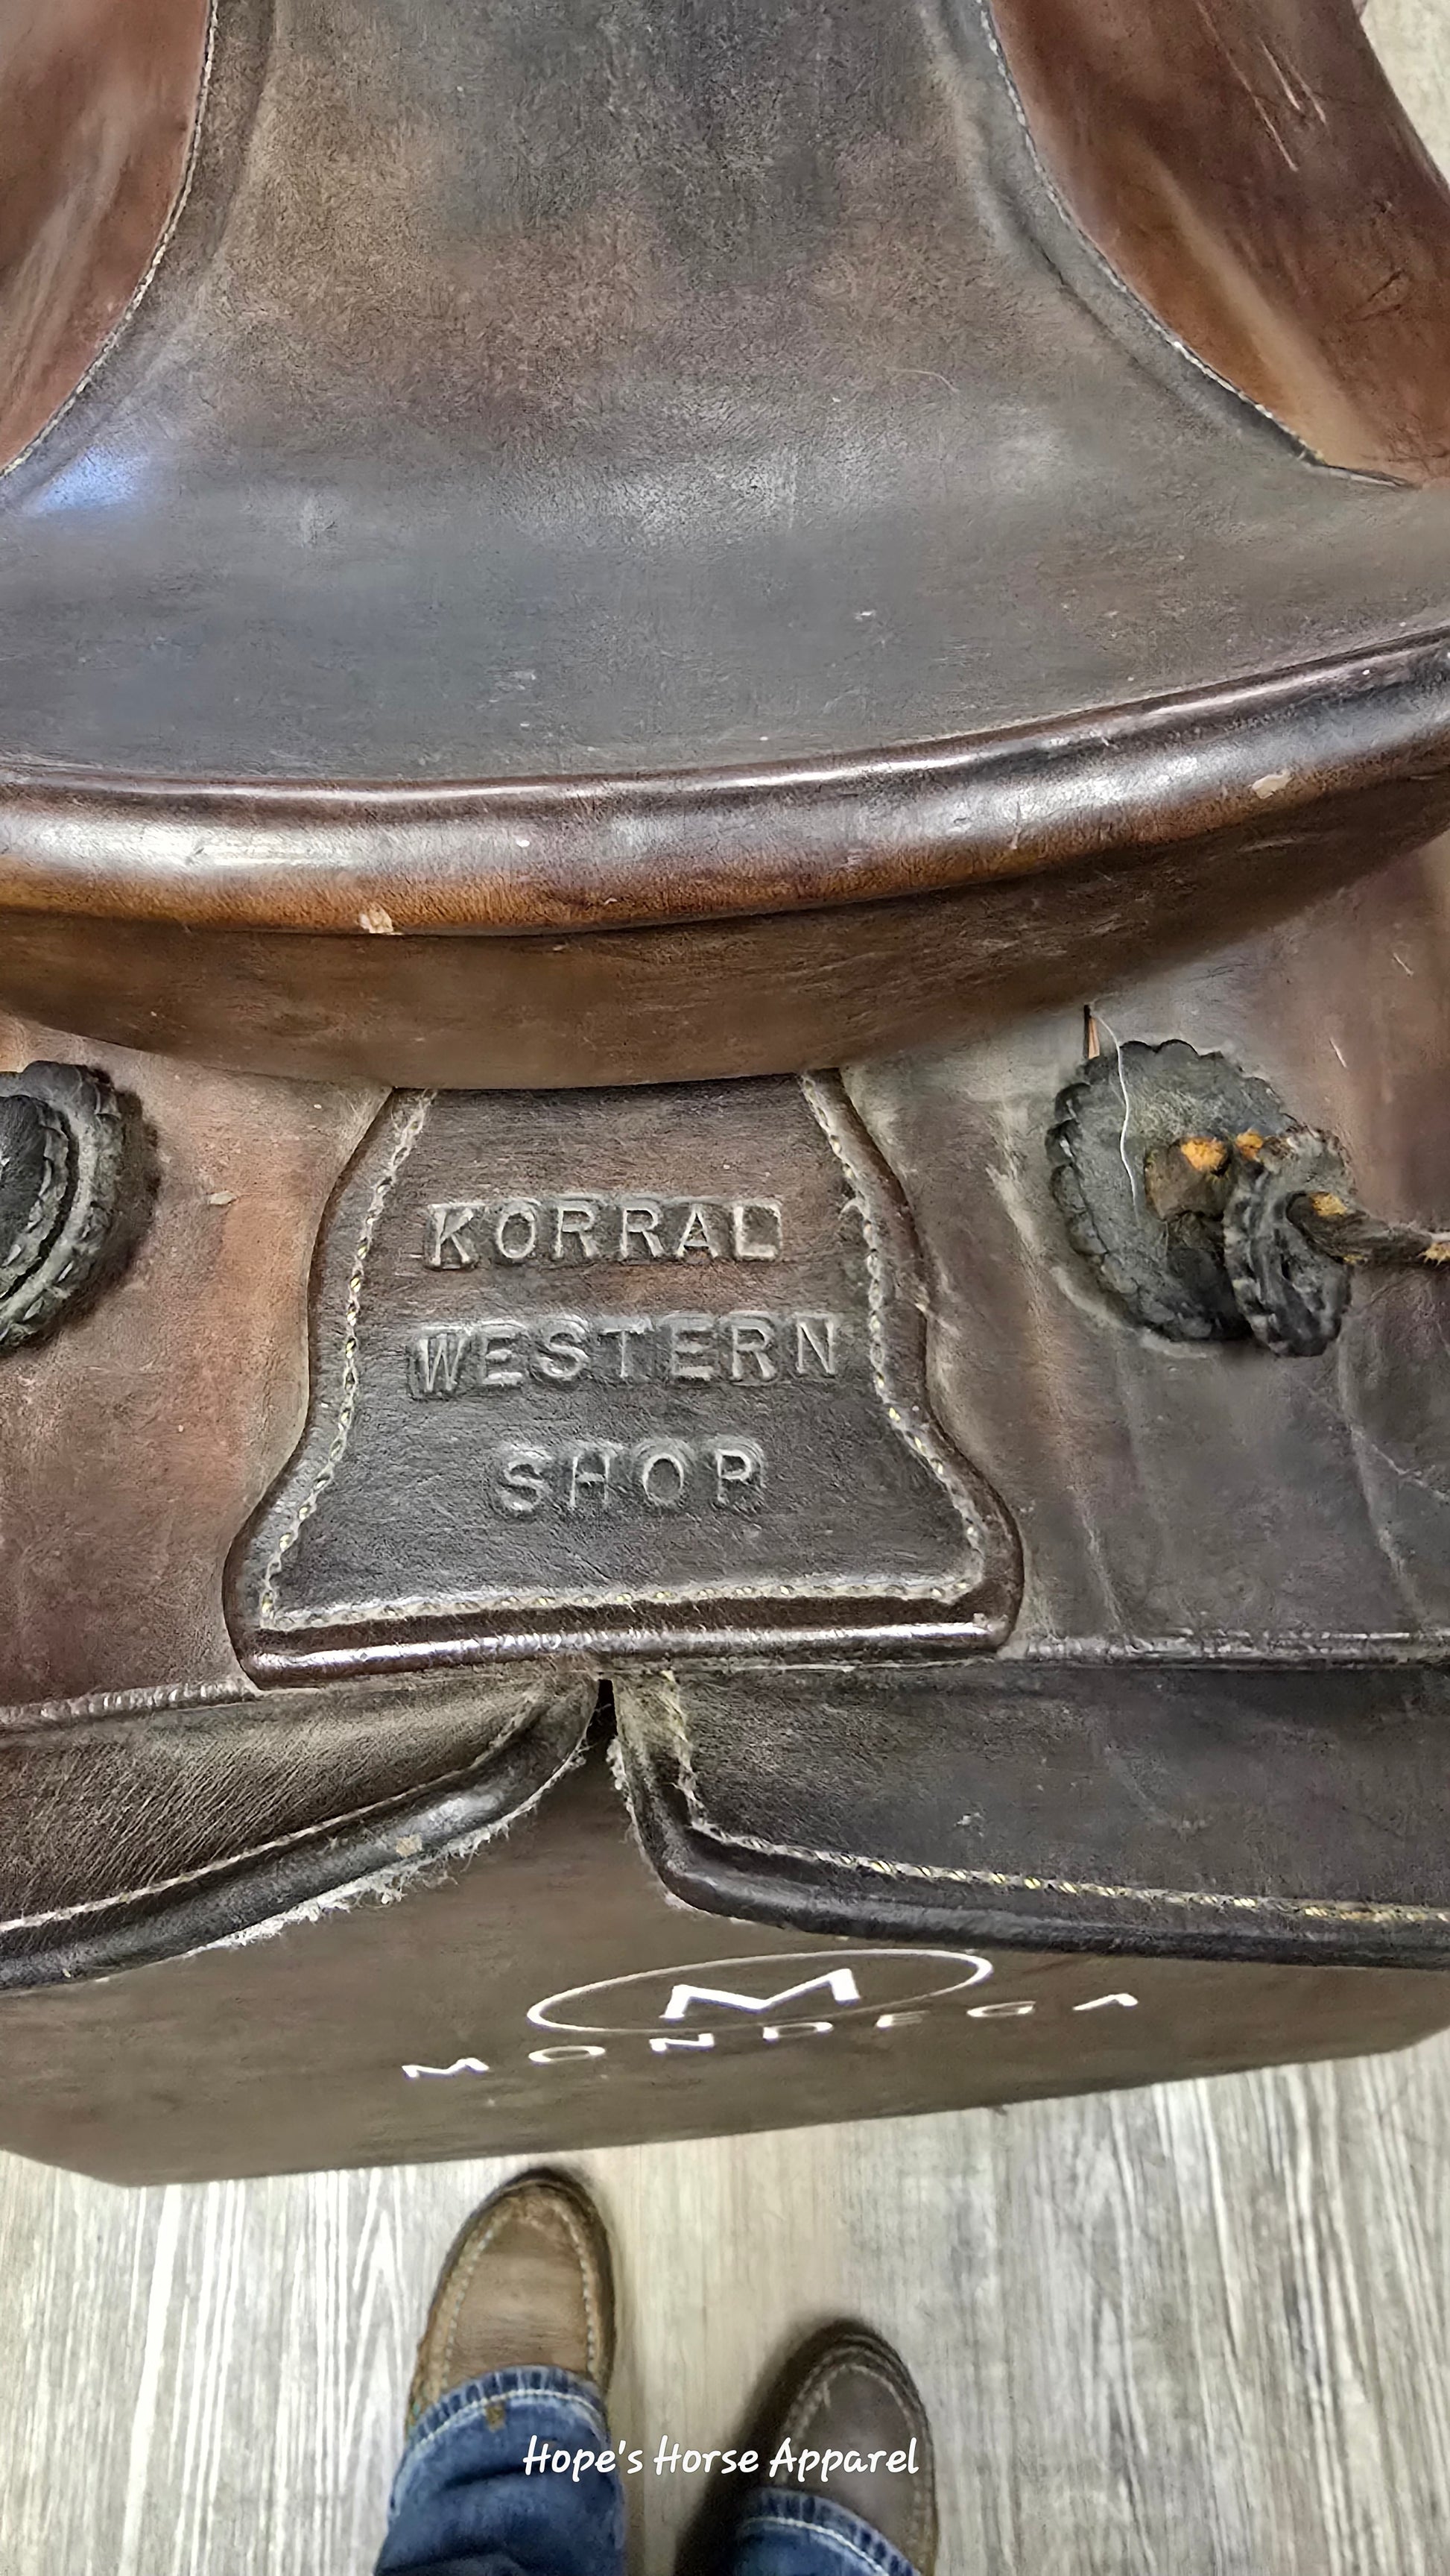 KORRAL
WESTERN
SHOP
M
MONDEGA
Hope's Horse Apparel